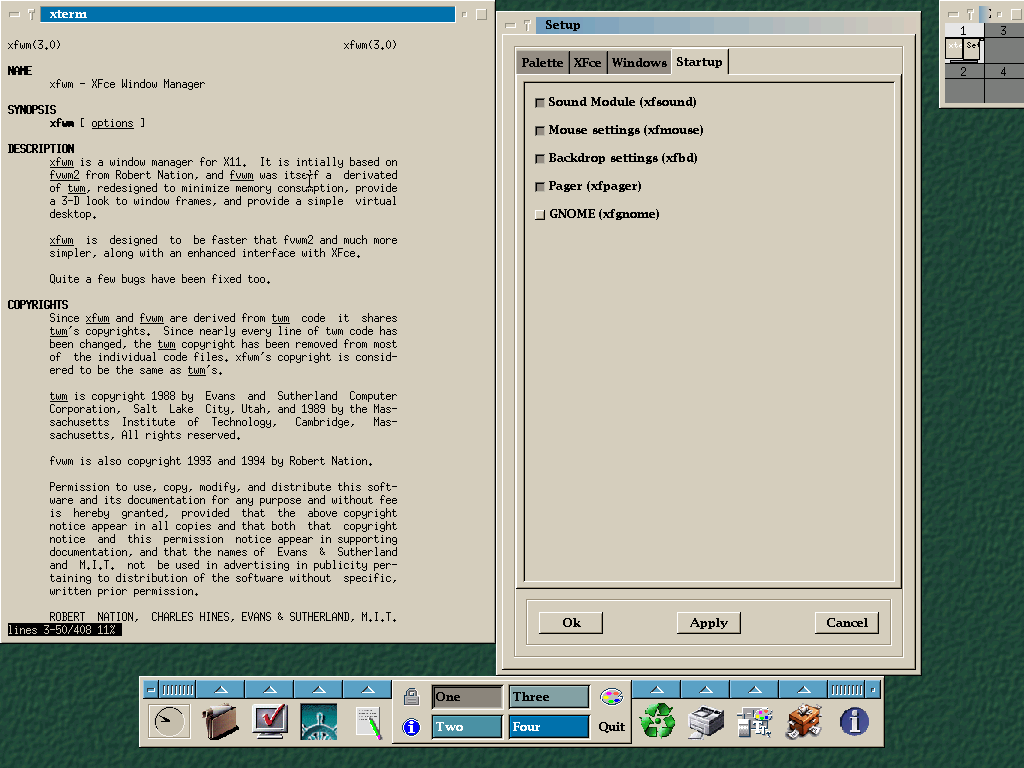 xterm
xfwm(3.0) xfwm(3.0)
NAME
xfwm - XFce Window Manager
SYNOPSIS
xfwm [ options ]
DESCRIPTION
xfwm is a window manager for X11. It is intially based on
fvwm2 from Robert Nation, and fvwm was itself a derivated
of twm, redesigned to minimize memory consumption, provide
a 3-D look to window frames, and provide a simple virtual
desktop.
xfwm is designed to be faster that fvwm2 and much more
simpler, along with an enhanced interface with XFce.
Quite a few bugs have been fixed too.
COPYRIGHTS
Since xfwm and fvwm are derived from twm code it shares
twm's copyrights. Since nearly every line of twm code has
been changed, the twm copyright has been removed from most
of the individual code files. xfwm's copyright is consid-
ered to be the same as twm's.
twm is copyright 1988 by Evans and Sutherland Computer
Corporation, Salt Lake City, Utah, and 1989 by the Mas-
sachusetts Institute of Technology, Cambridge, Mas-
sachusetts, All rights reserved.
fvwm is also copyright 1993 and 1994 by Robert Nation.
Permission to use, copy, modify, and distribute this soft-
ware and its documentation for any purpose and without fee
is hereby granted, provided that the above copyright
notice appear in all copies and that both that copyright
notice and this permission notice appear in supporting
documentation, and that the names of Evans & Sutherland
and M.I.T. not be used in advertising in publicity per-
taining to distribution of the software without specific,
written prior permission.
ROBERT NATION, CHARLES HINES, EVANS & SUTHERLAND, M.I.T.
lines 3-50/408 11%
Setup
Palette XFce Windows Startup
Sound Module (xfsound)
Mouse settings (xfmouse)
Backdrop settings (xfbd)
Pager (xfpager)
GNOME (xfgnome)
Ok Apply Cancel
1 3
xte Set
2 4
One Three
Two Four Quit